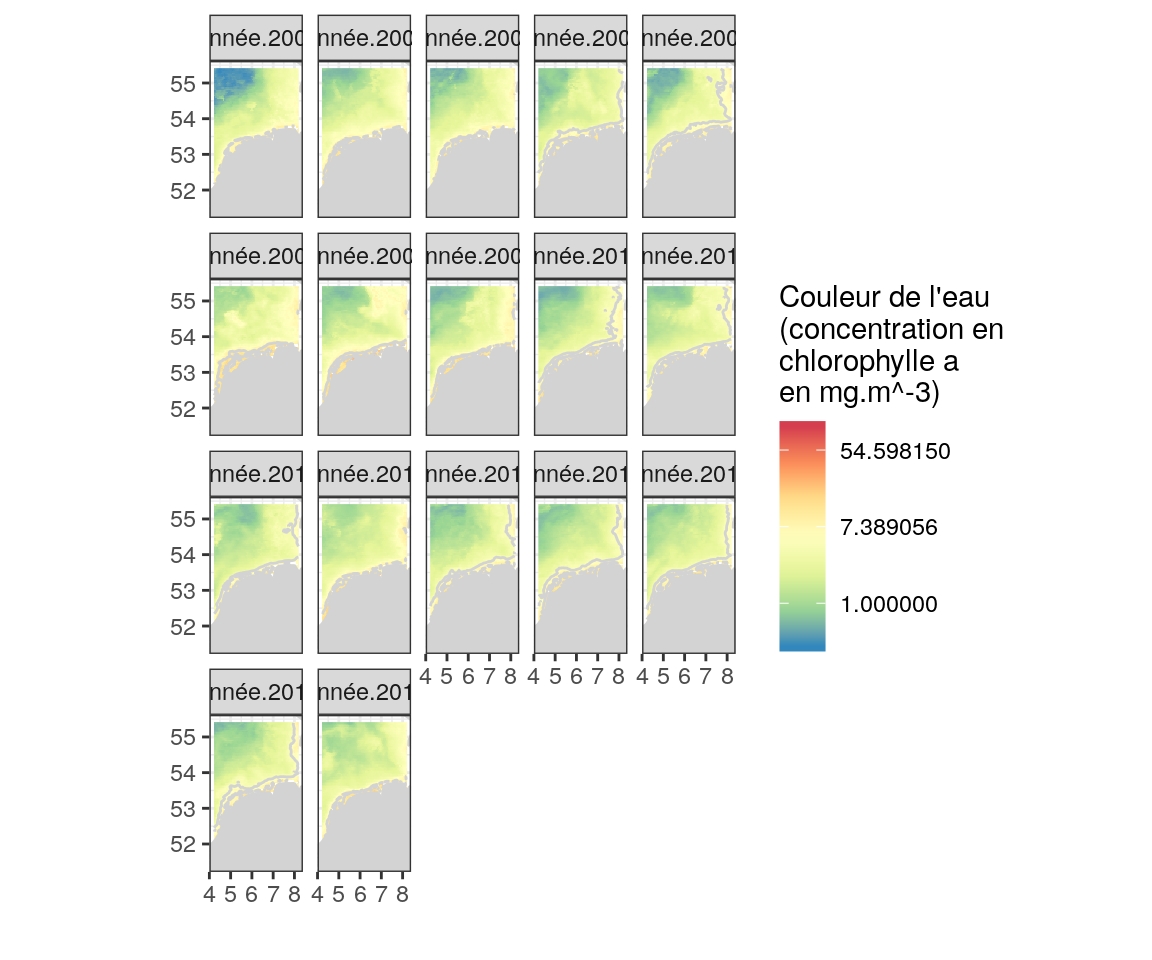 nnée.200 nnée.200 nnée.200 nnée.200 nnée.200
55
54
53
52
nnée.200 nnée.200 nnée.200 nnée.201 nnée.201
55
54
53
52
Couleur de l'eau
(concentration en
chlorophylle a
en mg.m^-3)
54.598150
7.389056
1.000000
nnée.201 nnée.201 nnée.201 nnée.201 nnée.201
55
54
53
52
4 5 6 7 8 4 5 6 7 8 4 5 6 7 8
nnée.201 nnée.201
55
54
53
52
4 5 6 7 8 4 5 6 7 8